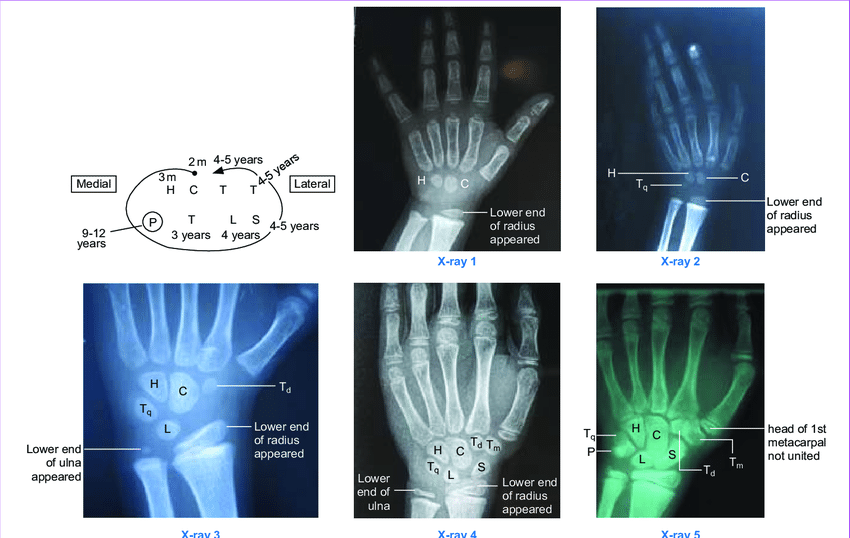 2 m
4-5 years
4-5 years
3m
Medial
H C T T
Lateral
P
T L S
9-12
years
3 years 4 years
4-5 years
H C
Lower end
of radius
appeared
X-ray 1
H
C
Tq
Lower end of
radius appeared
X-ray 2
H
C
Td
Tq
L
Lower end
of ulna
appeared
Lower end
of radius
appeared
X-ray 3
Td Tm
H C
Tq
L
S
Lower
end of
ulna
Lower end of
radius
appeared
X-ray 4
Tq
H
C
P
L
S
head of 1st
metacarpal
not united
Tm
Td
X-ray 5